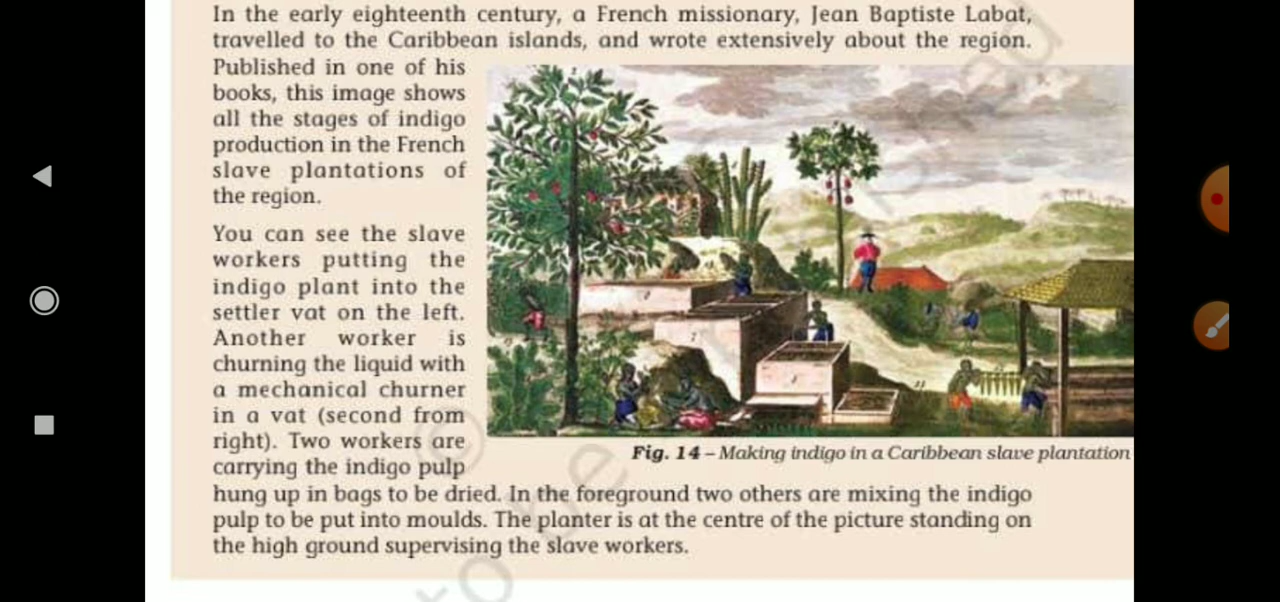 In the early eighteenth century, a French missionary, Jean Baptiste Labat,
travelled to the Caribbean islands, and wrote extensively about the region.
Published in one of his
books, this image shows
all the stages of indigo
production in the French
slave plantations of
the region.
You can see the slave
workers putting the
indigo plant into the
settler vat on the left.
Another worker is
churning the liquid with
a mechanical churner
in a vat (second from
right). Two workers are
carrying the indigo pulp
hung up in bags to be dried. In the foreground two others are mixing the indigo
pulp to be put into moulds. The planter is at the centre of the picture standing on
the high ground supervising the slave workers.
Fig. 14 – Making indigo in a Caribbean slave plantation
©
to be